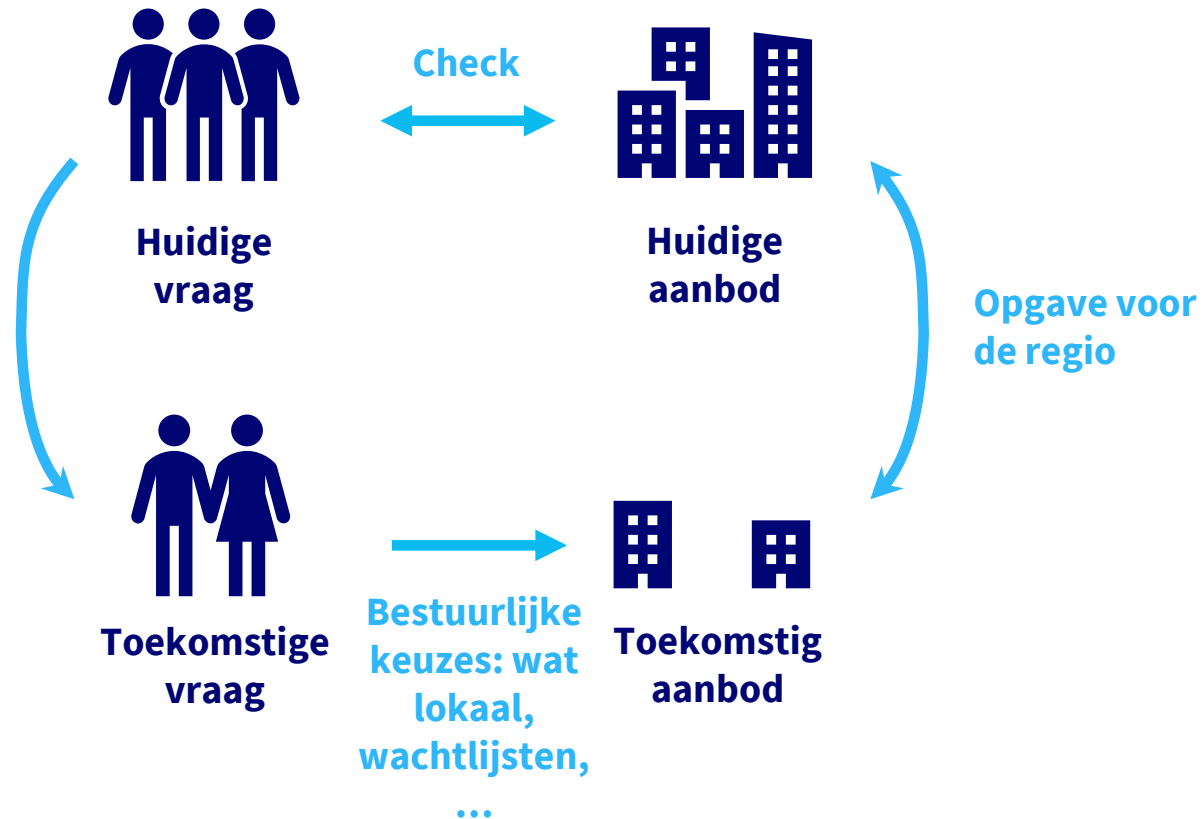 Check
Huidige
vraag
Huidige
aanbod
Opgave voor
de regio
Toekomstige
vraag
Bestuurlijke
keuzes: wat
lokaal,
wachtlijsten,
...
Toekomstig
aanbod